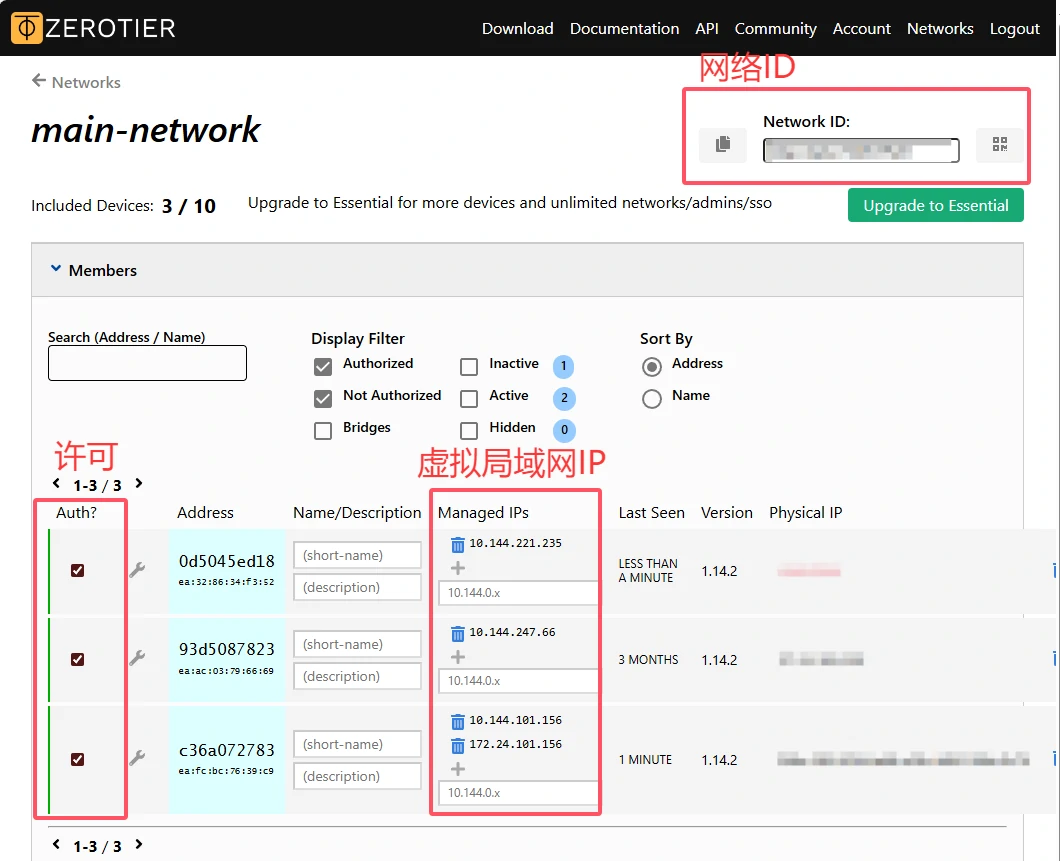 ZEROTIER
Download Documentation API Community Account Networks Logout
网络ID
Networks
main-network
Network ID:
Included Devices: 3 / 10
Upgrade to Essential for more devices and unlimited networks/admins/sso
Upgrade to Essential
Members
Search (Address / Name)
Display Filter
Sort By
Authorized
Inactive 1
Address
Not Authorized
Active 2
Name
Bridges
Hidden 0
许可
虚拟局域网IP
1-3 / 3
Auth? Address Name/Description Managed IPs Last Seen Version Physical IP
0d5045ed18
ea:32:86:34:f3:52
(short-name)
(description)
10.144.221.235
10.144.0.x
LESS THAN
A MINUTE
1.14.2
93d5087823
ea:ac:03:79:66:69
(short-name)
(description)
10.144.247.66
10.144.0.x
3 MONTHS
1.14.2
c36a072783
ea:fc:bc:76:39:c9
(short-name)
(description)
10.144.101.156
172.24.101.156
10.144.0.x
1 MINUTE
1.14.2
1-3 / 3